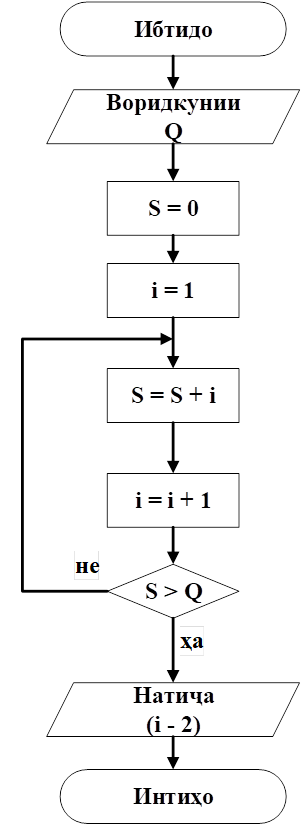 Ибтидо
Воридкунии
Q
S = 0
i = 1
S = S + i
i = i + 1
не
S > Q
ҳа
Натиҷа
(i - 2)
Интиҳо